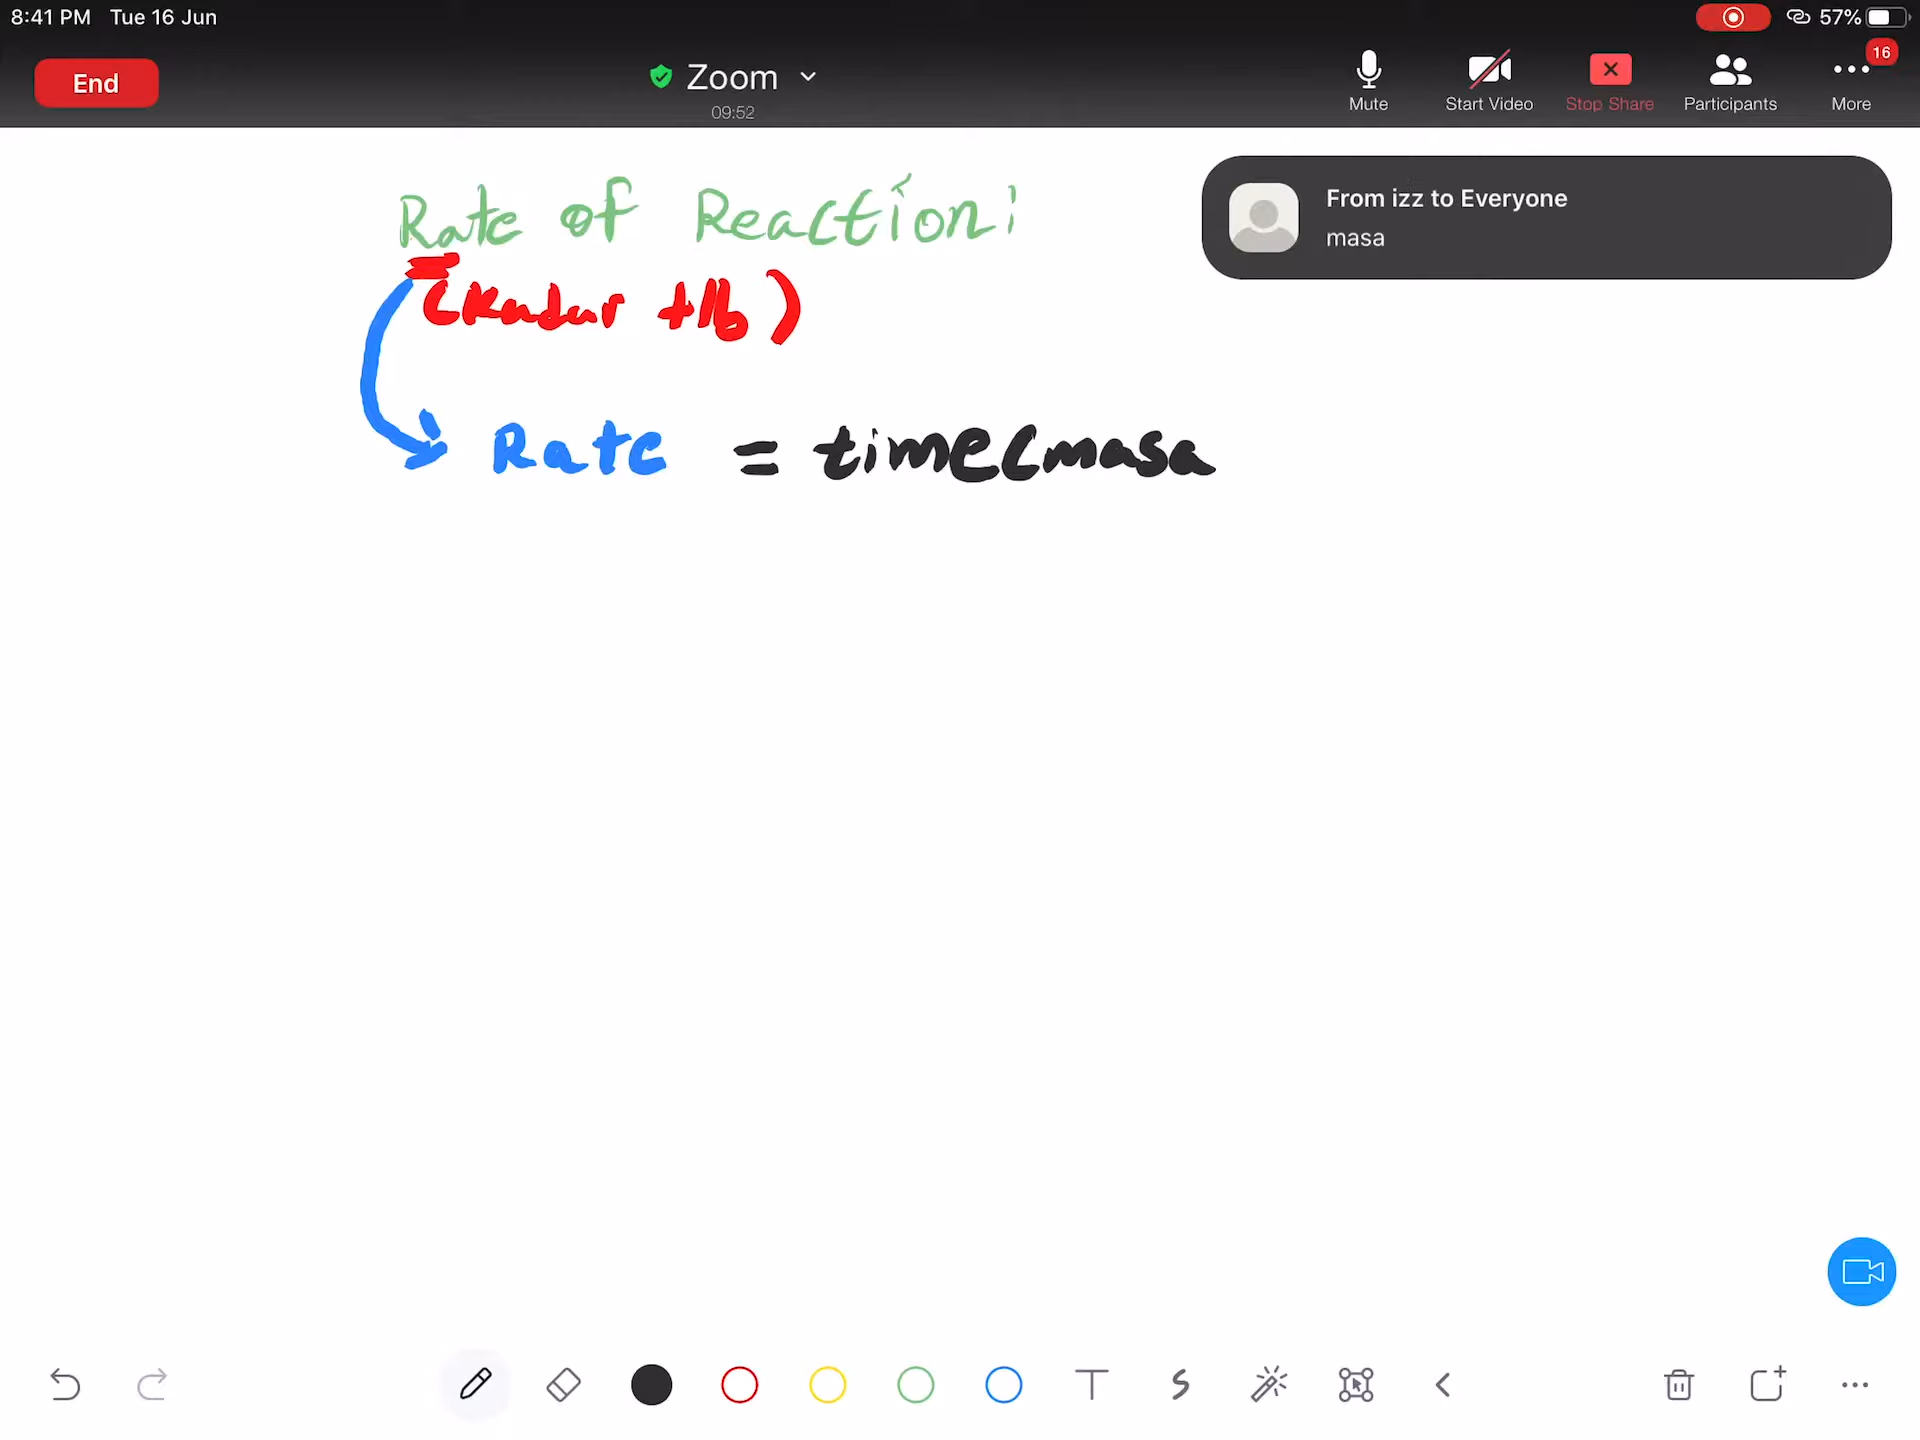 8:41 PM Tue 16 Jun
57%
End
Zoom
09:52
Mute
Start Video
Stop Share
Participants
More
16
Rate of Reaction:
(Kadar tlb)
From izz to Everyone
masa
Rate = time(masa